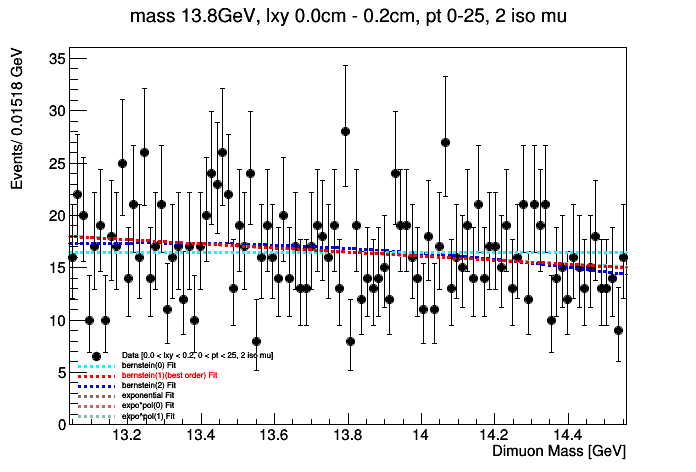 mass 13.8GeV, lxy 0.0cm - 0.2cm, pt 0-25, 2 iso mu
Events/ 0.01518 GeV
35
30
25
20
15
10
5
0
Data [0.0 < lxy < 0.2, 0 < pt < 25, 2 iso mu]
bernstein(0) Fit
bernstein(1)(best order) Fit
bernstein(2) Fit
exponential Fit
expo*pol(0) Fit
expo^pol(1) Fit
13.2 13.4 13.6 13.8 14 14.2 14.4
Dimuon Mass [GeV]